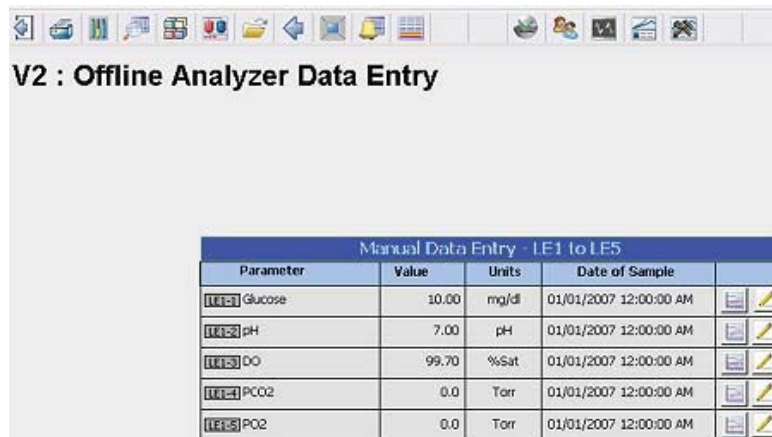 V2 : Offline Analyzer Data Entry
Manual Data Entry - LE1 to LE5
Parameter Value Units Date of Sample
LE1-1 Glucose 10.00 mg/dl 01/01/2007 12:00:00 AM
LE1-2 pH 7.00 pH 01/01/2007 12:00:00 AM
LE1-3 DO 99.70 %Sat 01/01/2007 12:00:00 AM
LE1-4 PCO2 0.0 Torr 01/01/2007 12:00:00 AM
LE1-5 PO2 0.0 Torr 01/01/2007 12:00:00 AM